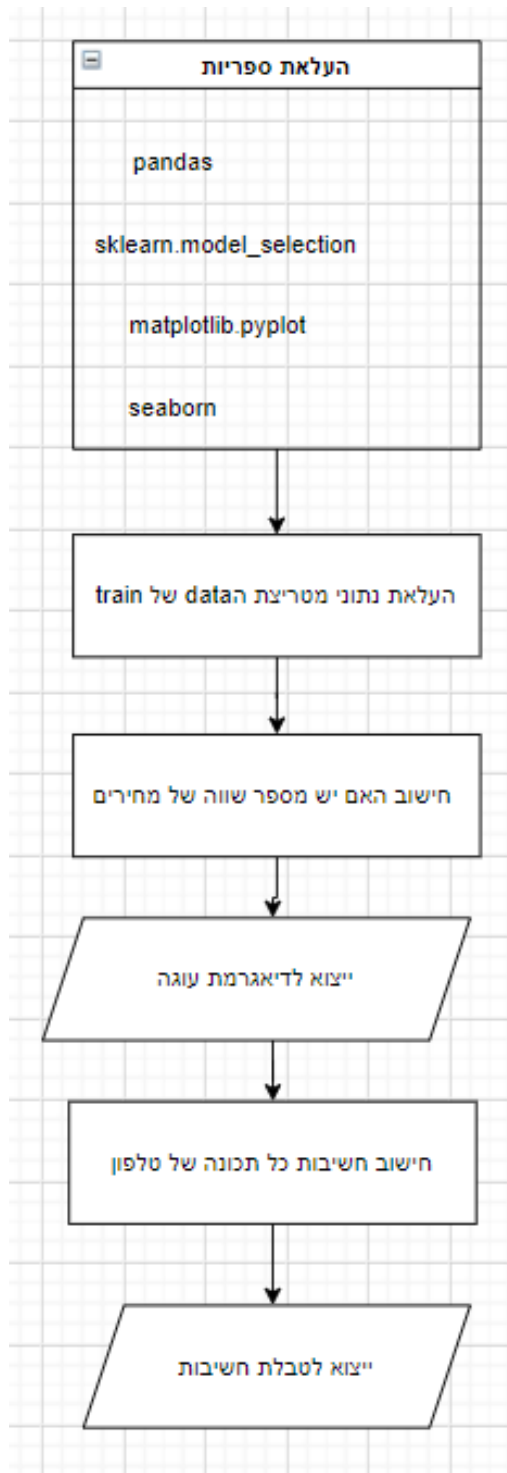 העלאת ספריות
pandas
sklearn.model_selection
matplotlib.pyplot
seaborn
העלאת נתוני מטריצת הdata של train
חישוב האם יש מספר שווה של מחירים
ייצוא לדיאגרמת עוגה
חישוב חשיבות כל תכונה של טלפון
ייצוא לטבלת חשיבות